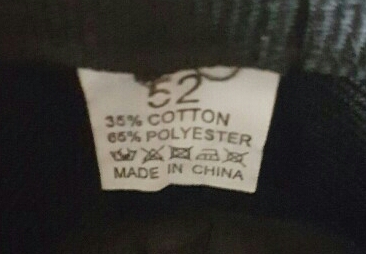 52
35% COTTON
65% POLYESTER
MADE IN CHINA